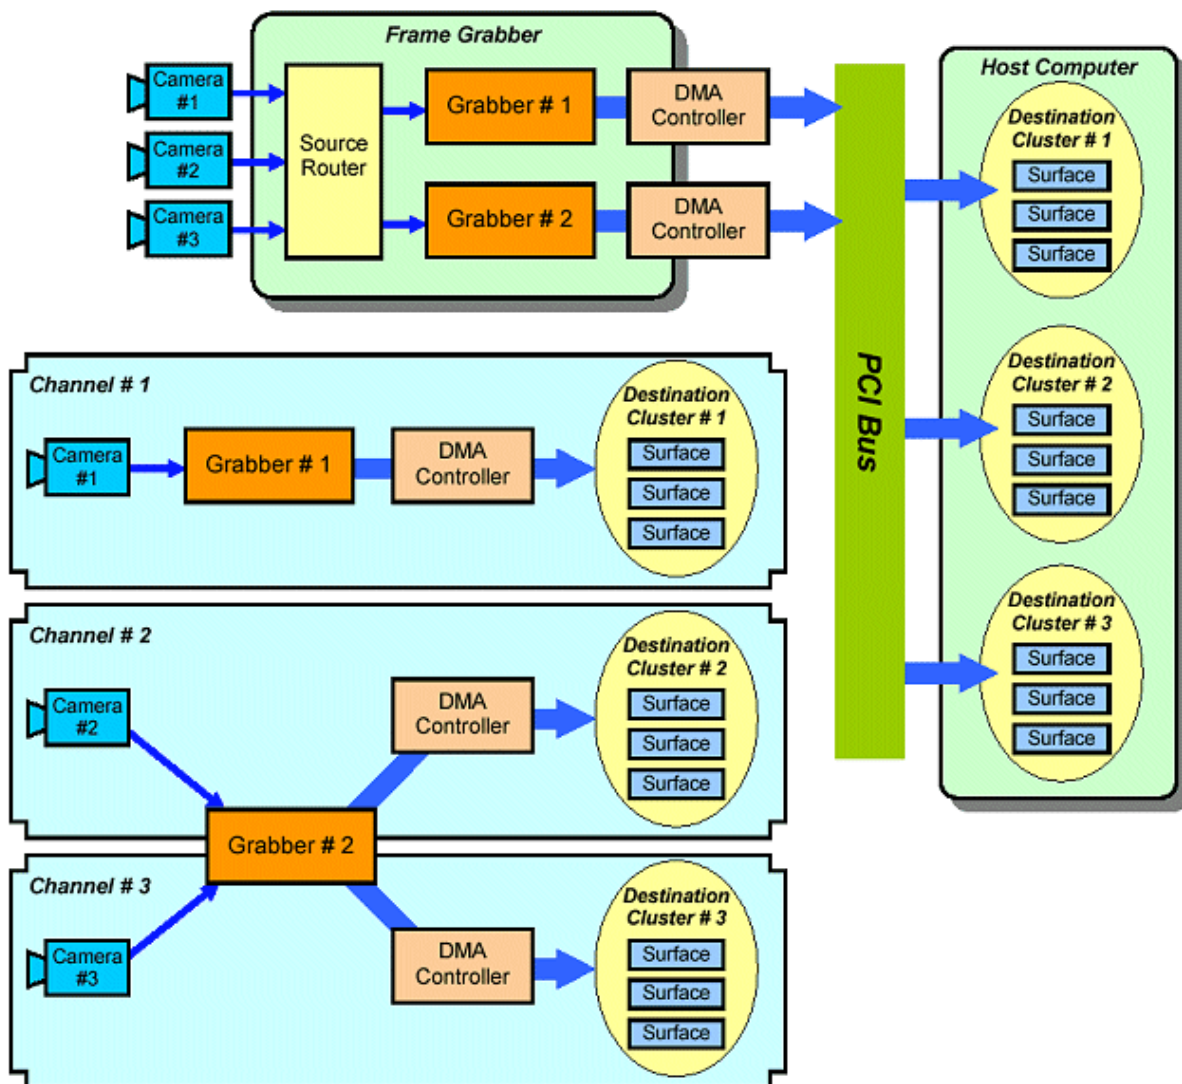 Frame Grabber
Camera
#1
Camera
#2
Camera
#3
Source
Router
Grabber # 1
Grabber # 2
DMA
Controller
DMA
Controller
PCI Bus
Host Computer
Destination
Cluster # 1
Surface
Surface
Surface
Destination
Cluster # 2
Surface
Surface
Surface
Destination
Cluster # 3
Surface
Surface
Surface
Channel # 1
Camera
#1
Grabber # 1
DMA
Controller
Destination
Cluster # 1
Surface
Surface
Surface
Channel # 2
Camera
#2
DMA
Controller
Destination
Cluster # 2
Surface
Surface
Surface
Grabber # 2
Channel # 3
Camera
#3
DMA
Controller
Destination
Cluster # 3
Surface
Surface
Surface